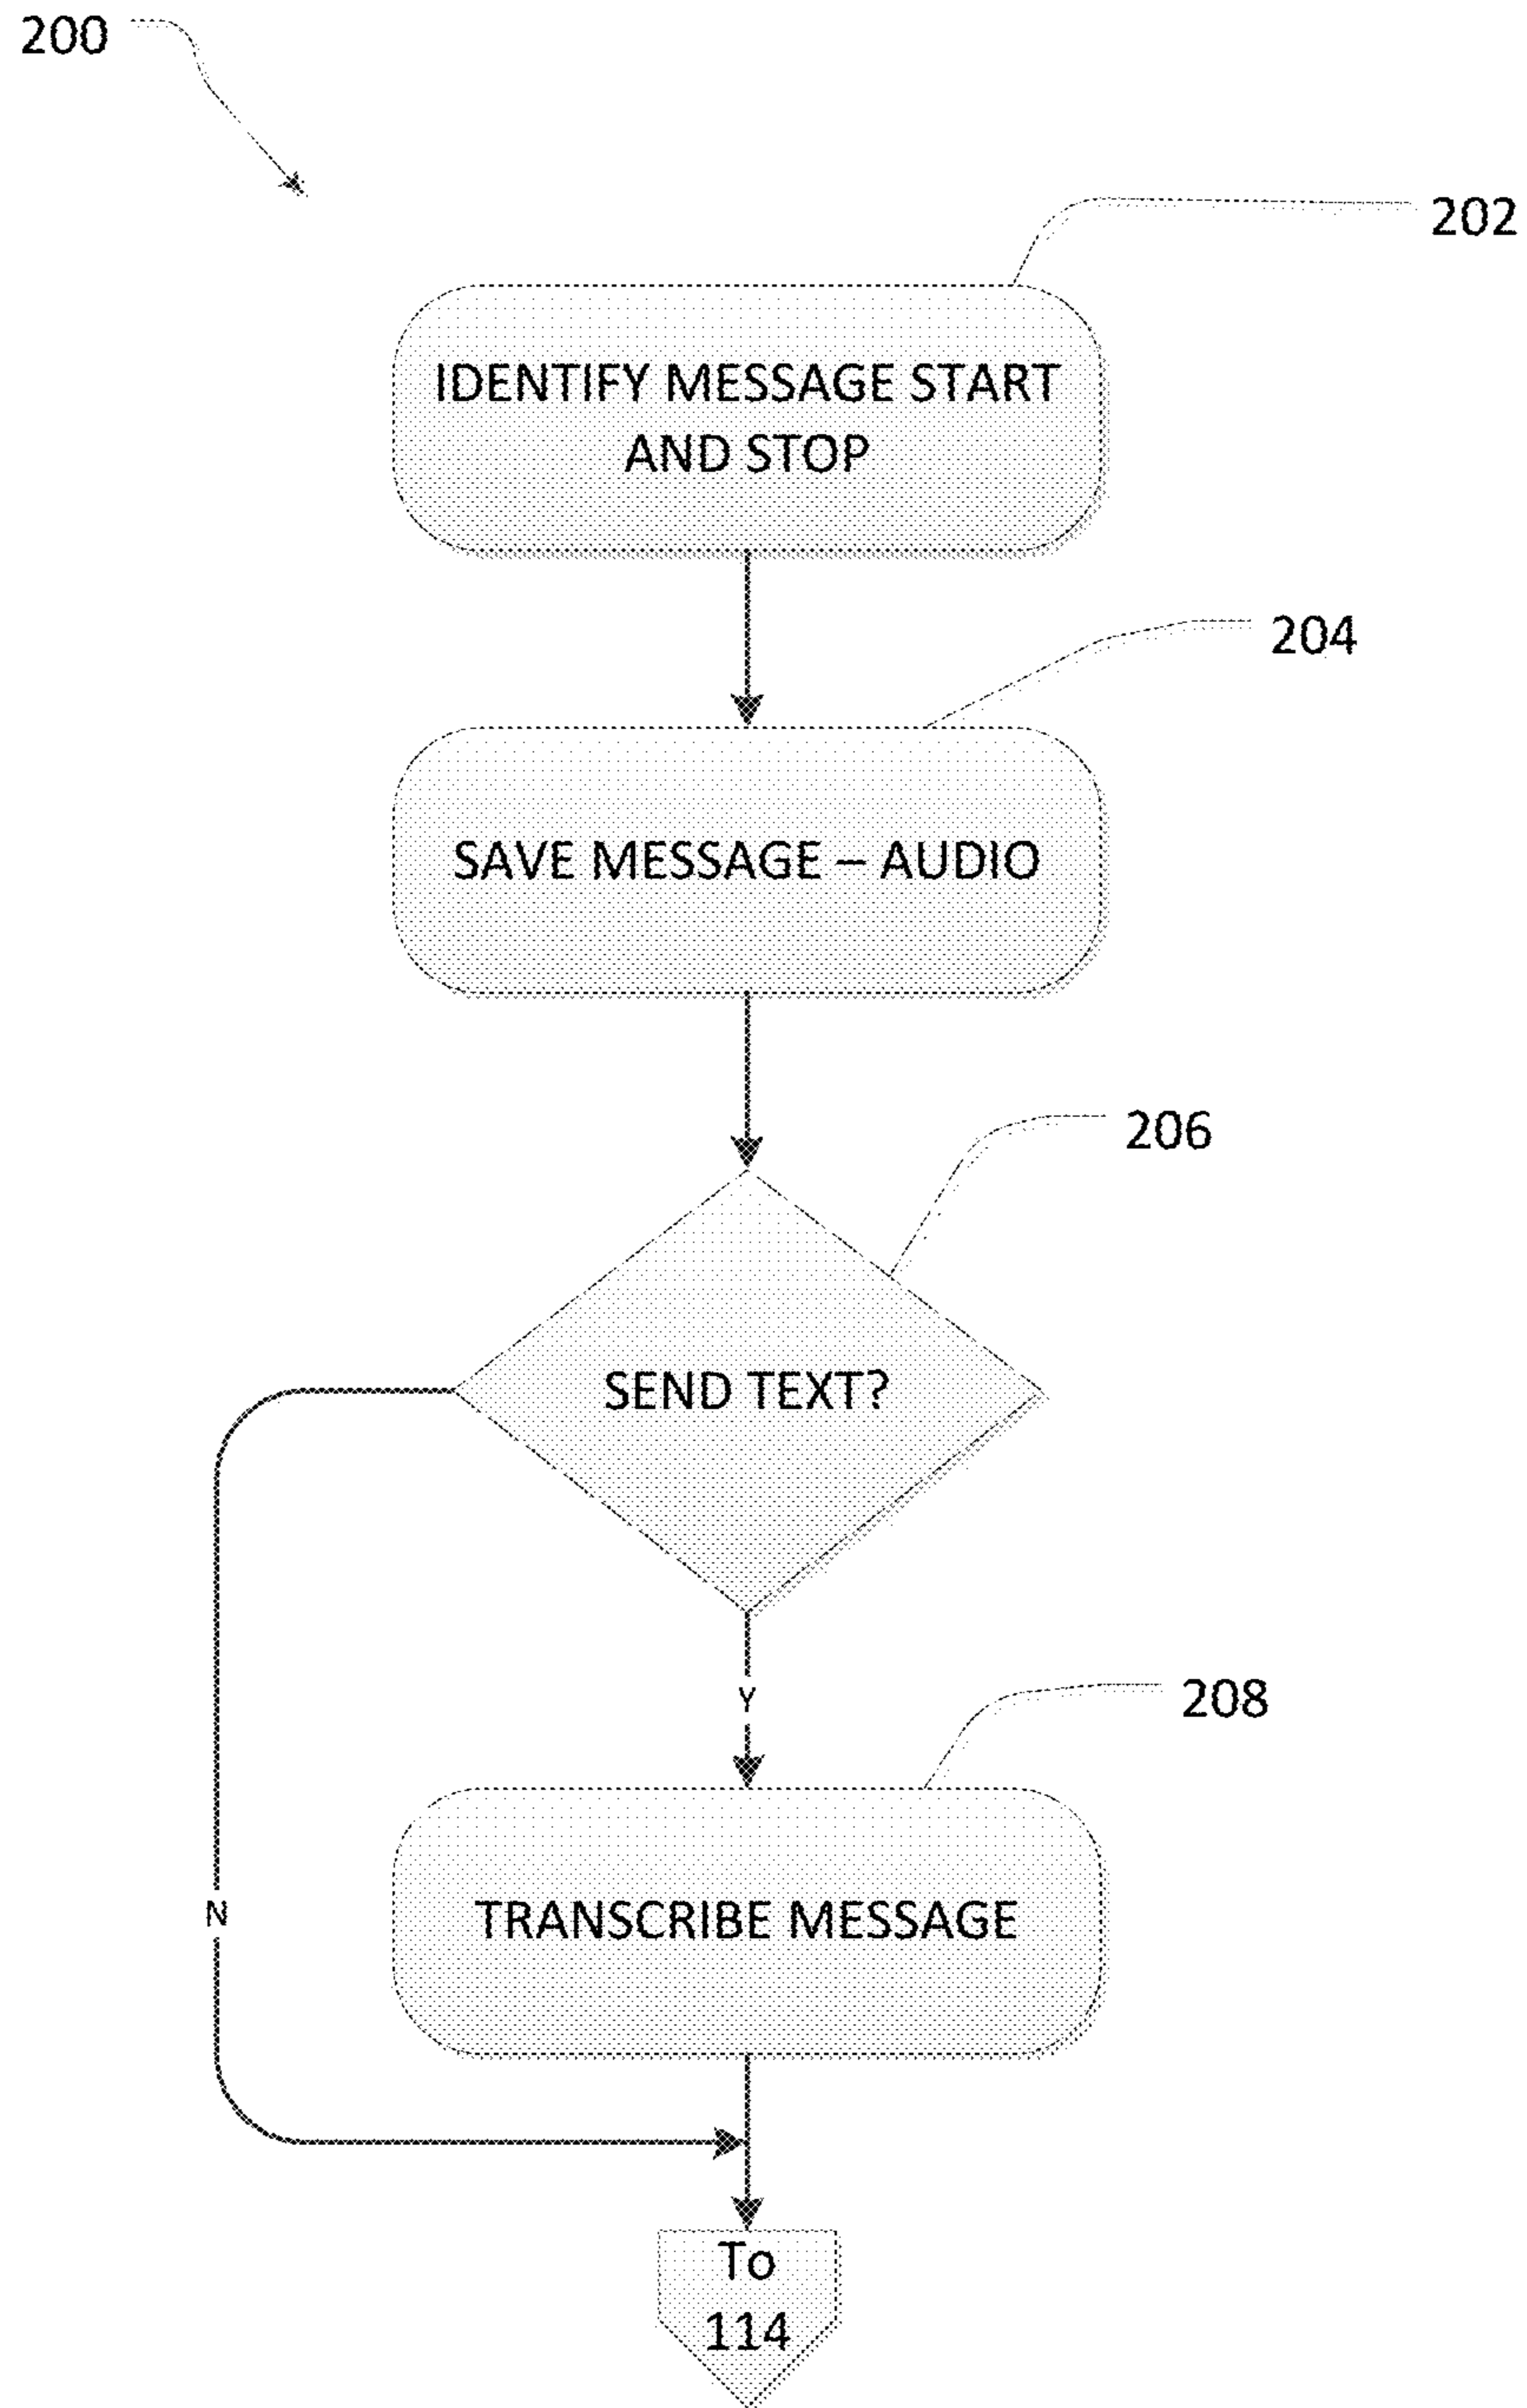 200
202
IDENTIFY MESSAGE START
AND STOP
204
SAVE MESSAGE – AUDIO
206
SEND TEXT?
Y
208
TRANSCRIBE MESSAGE
N
To
114